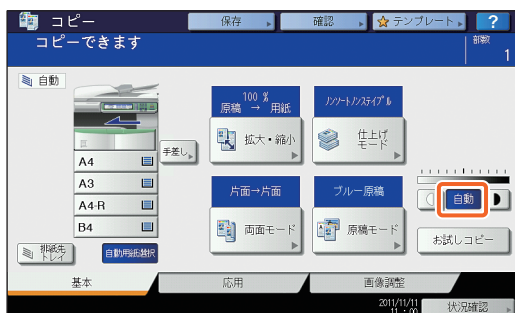 コピー
保存
確認
テンプレート
?
コピーできます
部数
1
自動
100 %
原稿 → 用紙
ノンソート/ノンステイプル
拡大・縮小
仕上げ
モード
手差し
A4
A3
A4-R
B4
片面→片面
ブルー原稿
自動
両面モード
原稿モード
お試しコピー
排紙先
トレイ
自動用紙選択
基本
応用
画像調整
2011/11/11
11 : 00
状況確認